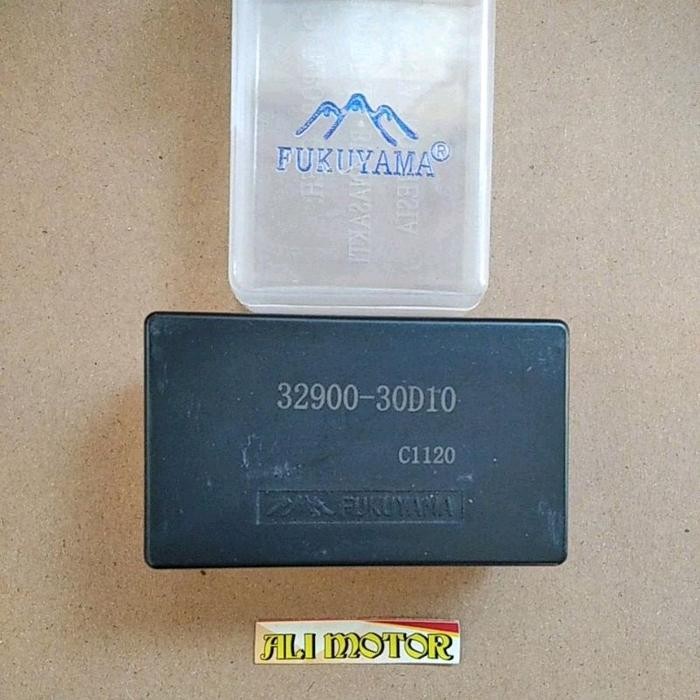 FUKUYAMA®
32900-30D10
C1120
FUKUYAMA
ALI MOTOR